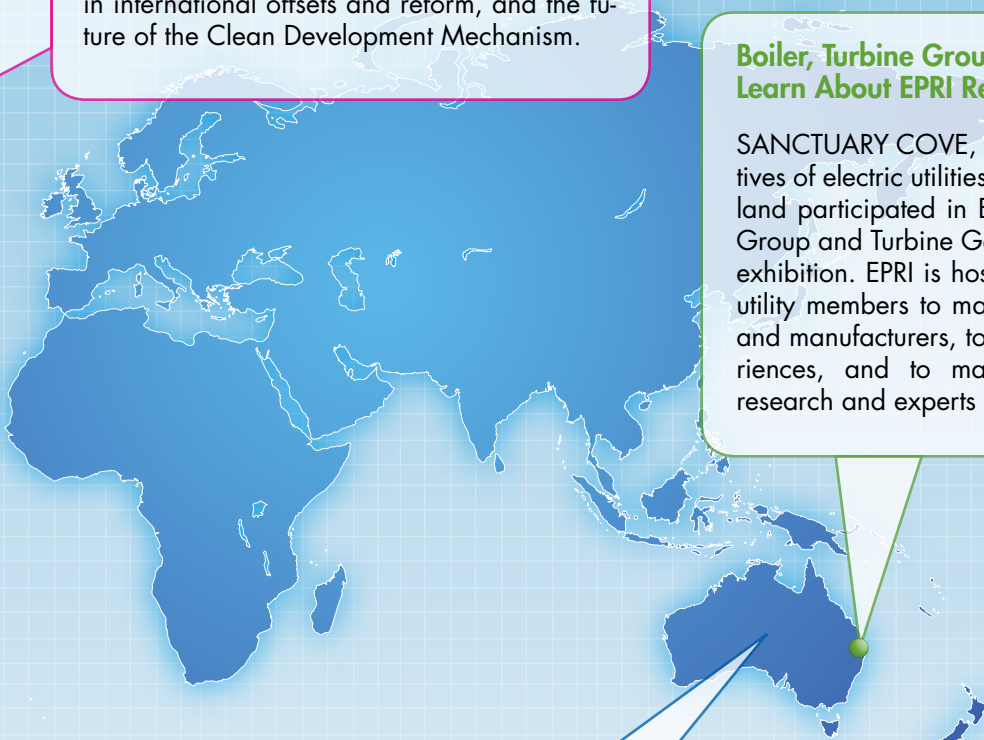 in international offsets and reform, and the fu-
ture of the Clean Development Mechanism.
Boiler, Turbine Grou
Learn About EPRI Re
SANCTUARY COVE,
tives of electric utilities
land participated in E
Group and Turbine Ge
exhibition. EPRI is hos
utility members to ma
and manufacturers, to
riences, and to ma
research and experts